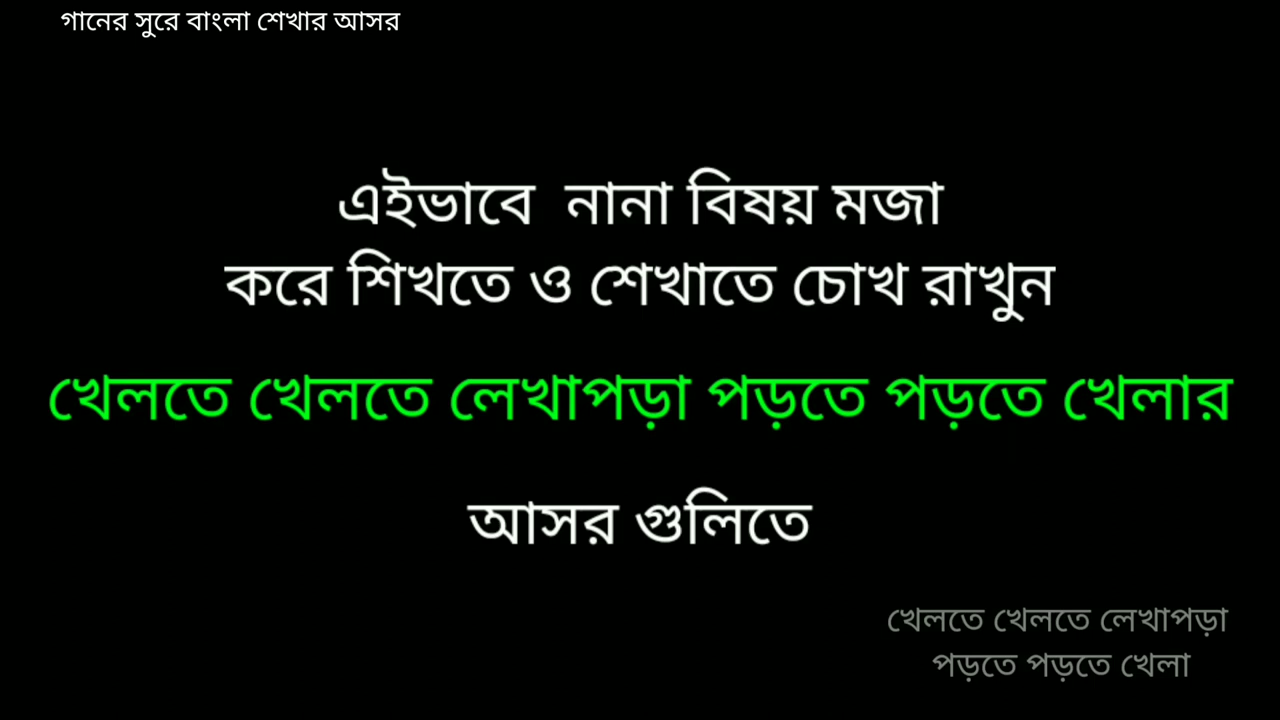 গানের সুরে বাংলা শেখার আসর
এইভাবে নানা বিষয় মজা
করে শিখতে ও শেখাতে চোখ রাখুন
খেলতে খেলতে লেখাপড়া পড়তে পড়তে খেলার
আসর গুলিতে
খেলতে খেলতে লেখাপড়া
পড়তে পড়তে খেলা